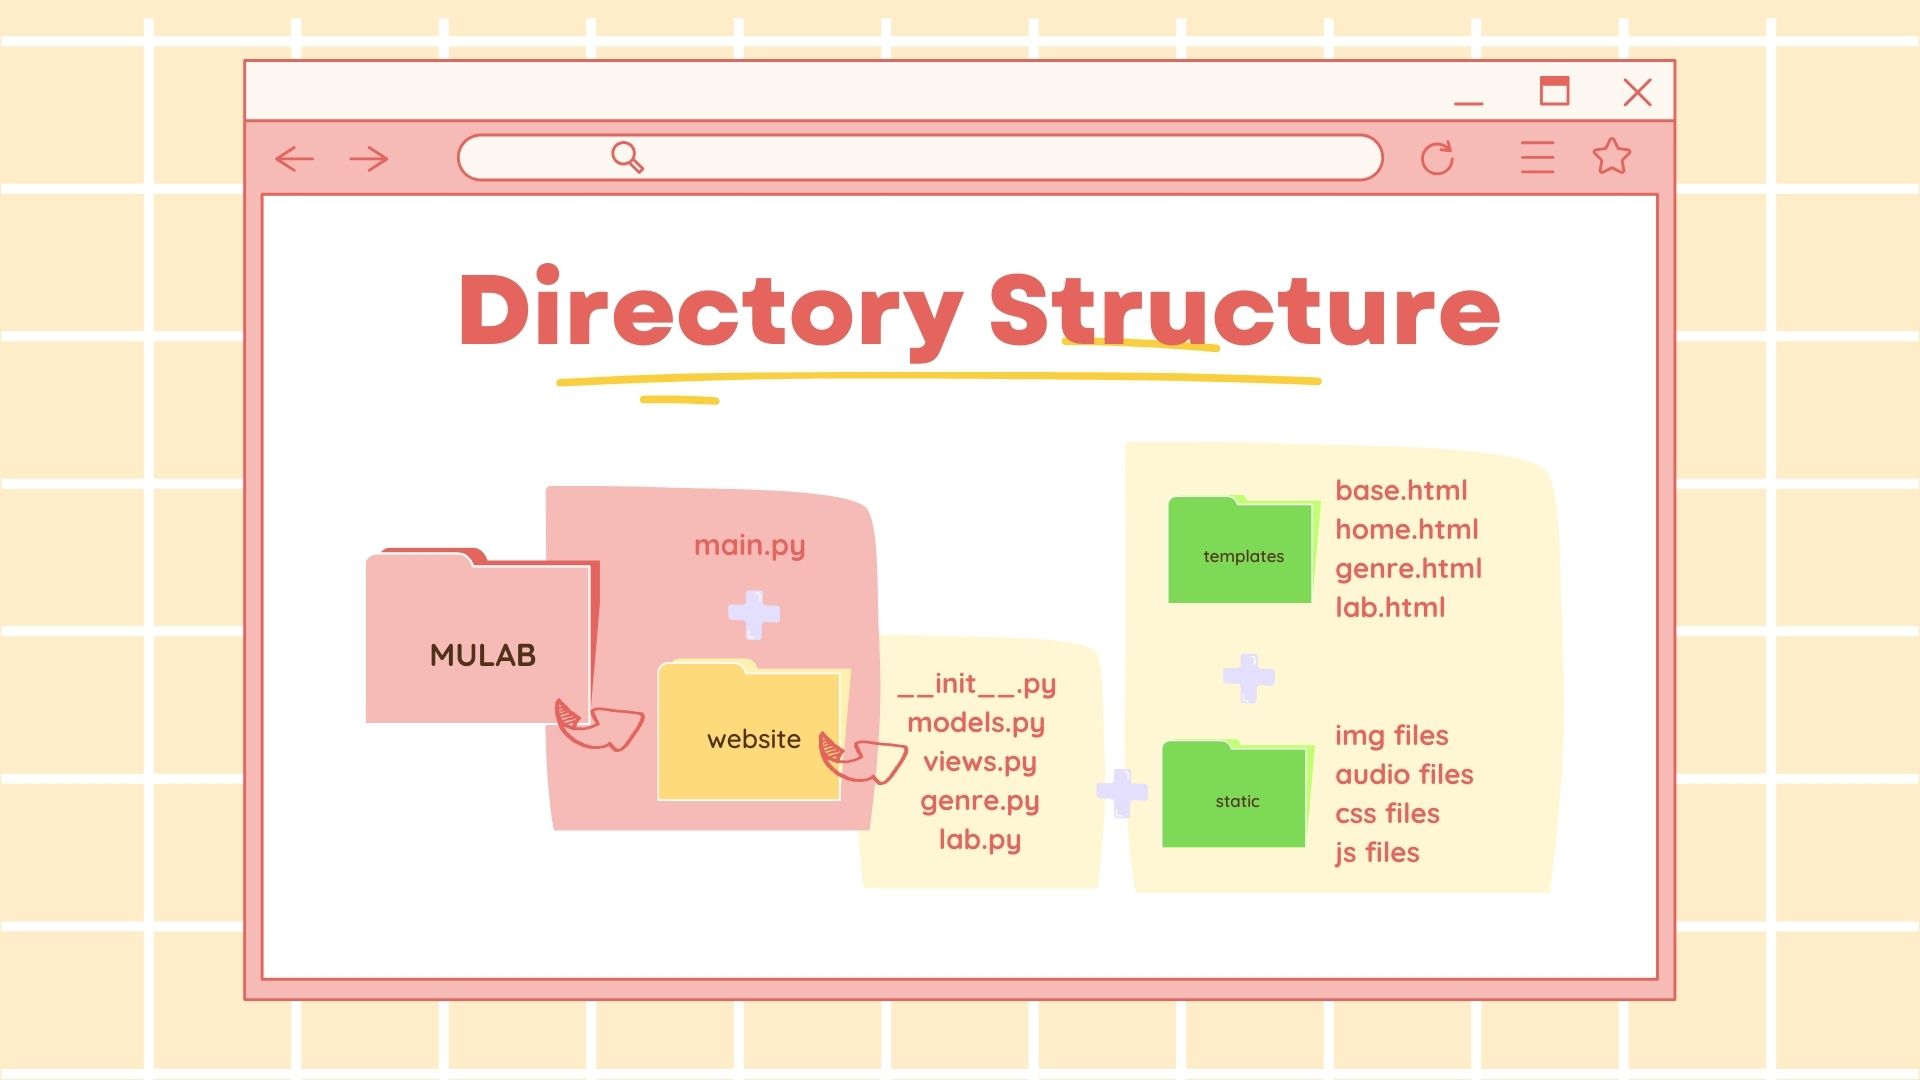 Directory Structure
MULAB
main.py
website
__init__.py
models.py
views.py
genre.py
lab.py
templates
base.html
home.html
genre.html
lab.html
static
img files
audio files
css files
js files